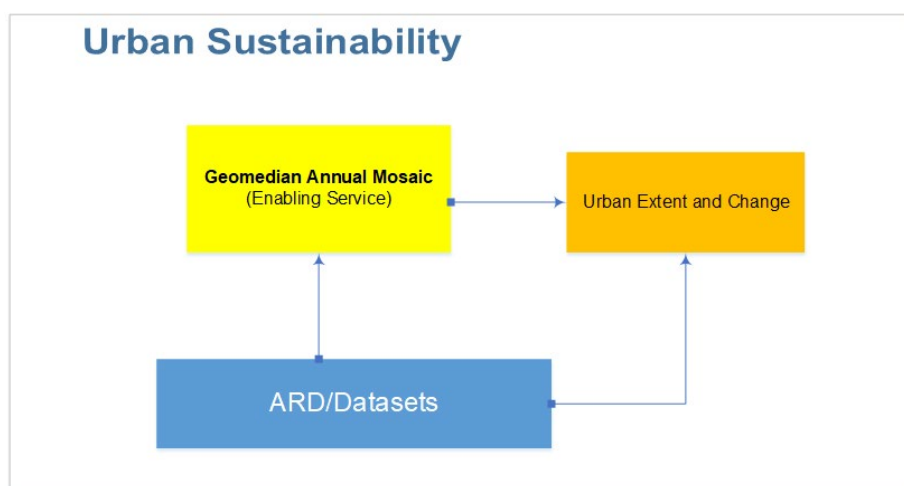 Urban Sustainability
Geomedian Annual Mosaic
(Enabling Service)
Urban Extent and Change
ARD/Datasets